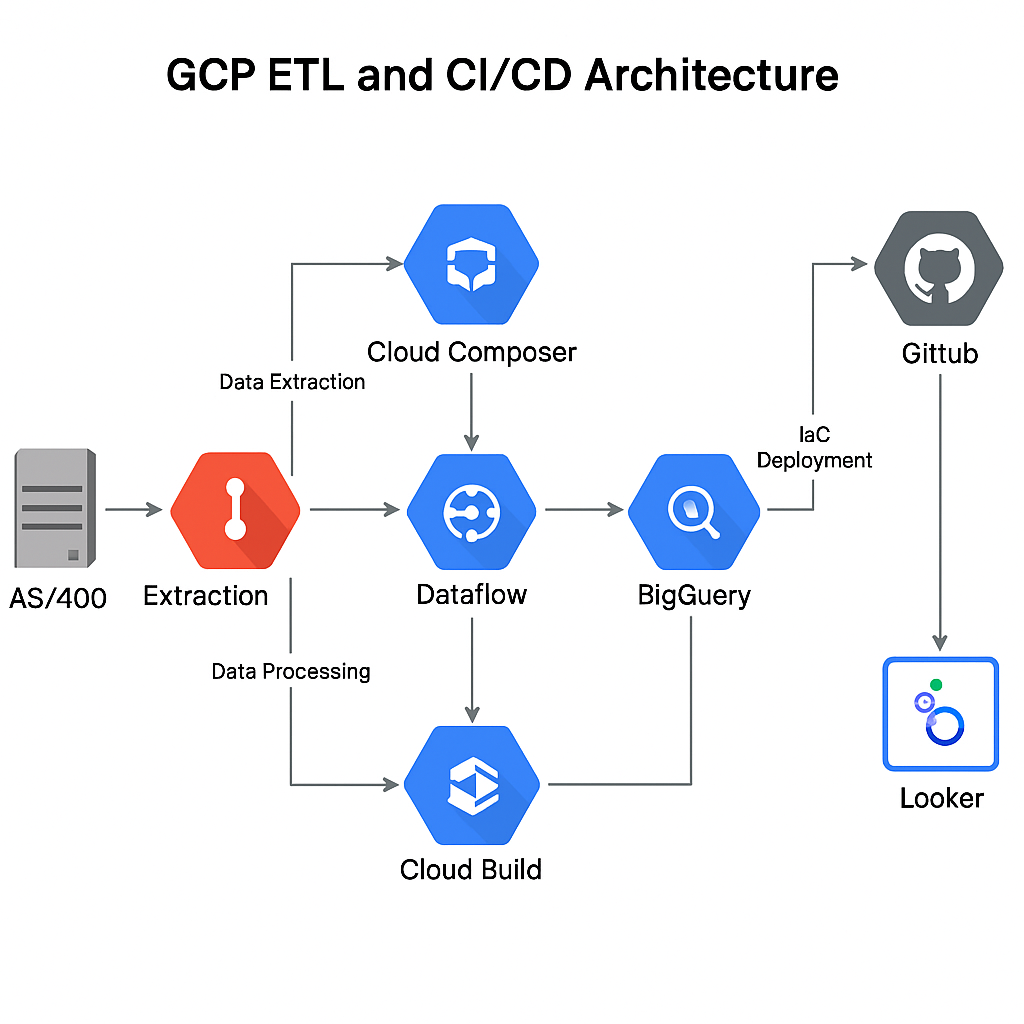 GCP ETL and CI/CD Architecture
Cloud Composer
Gittub
Data Extraction
IaC
Deployment
AS/400
Extraction
Dataflow
BigGuery
Data Processing
Looker
Cloud Build